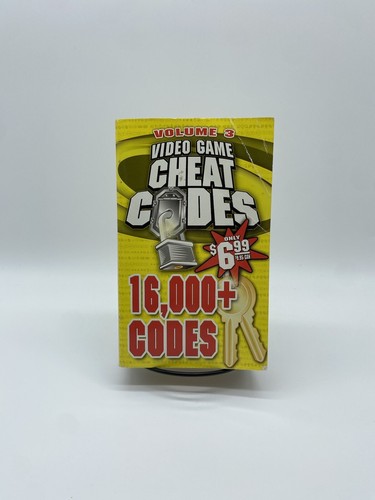 VOLUME 3
VIDEO GAME
CHEAT
CODES
ONLY
$6.99
16,000+
CODES